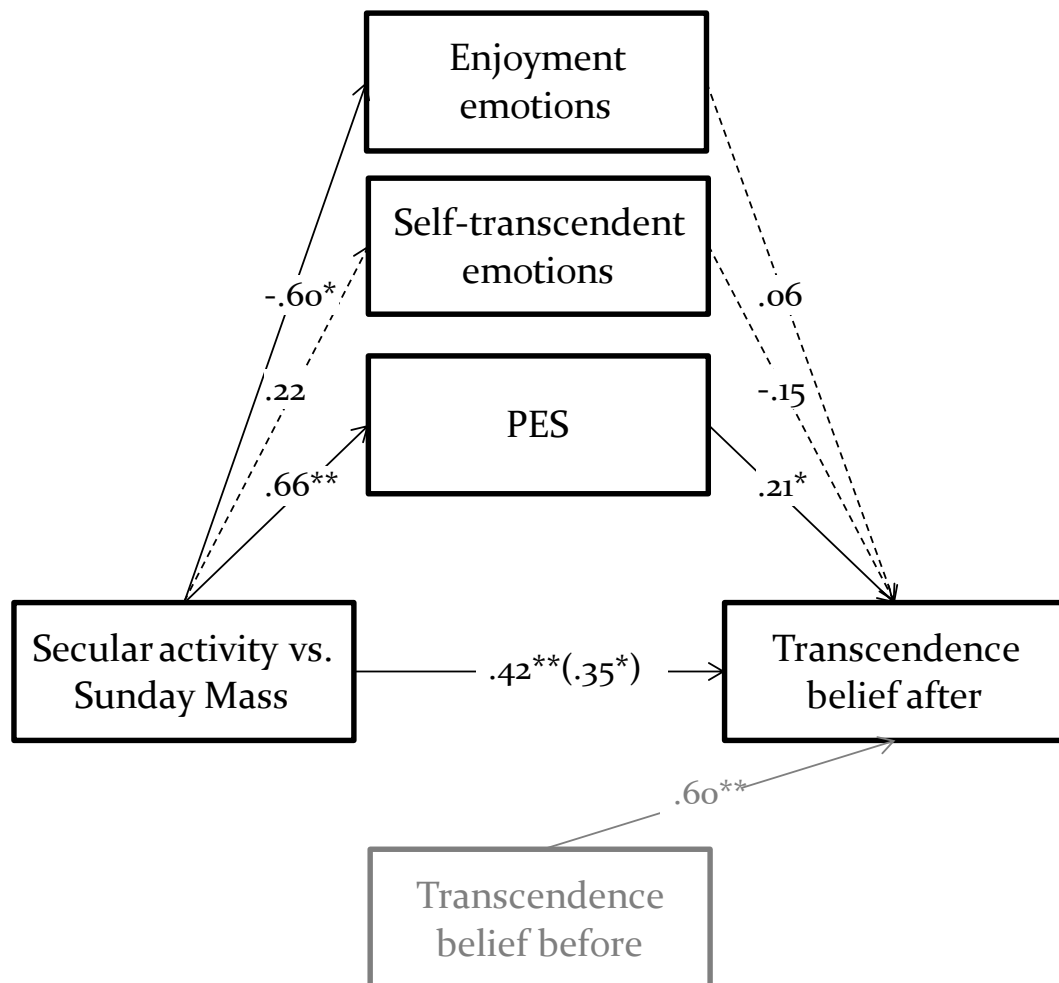 Enjoyment
emotions
Self-transcendent
emotions
-.60*
.06
.22
-.15
PES
.66**
.21*
Secular activity vs.
Sunday Mass
.42**(.35*)
Transcendence
belief after
.60**
Transcendence
belief before